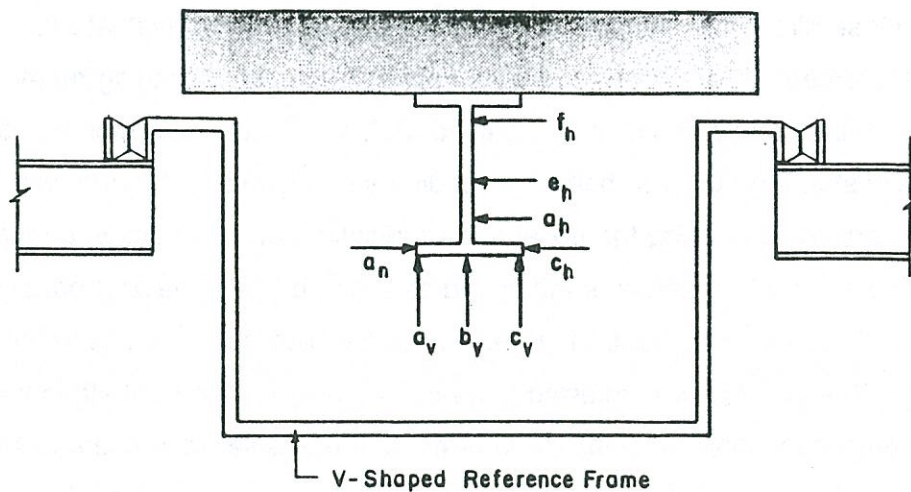 f_h
e_h
a_h
a_n c_h
a_v b_v c_v
V-Shaped Reference Frame